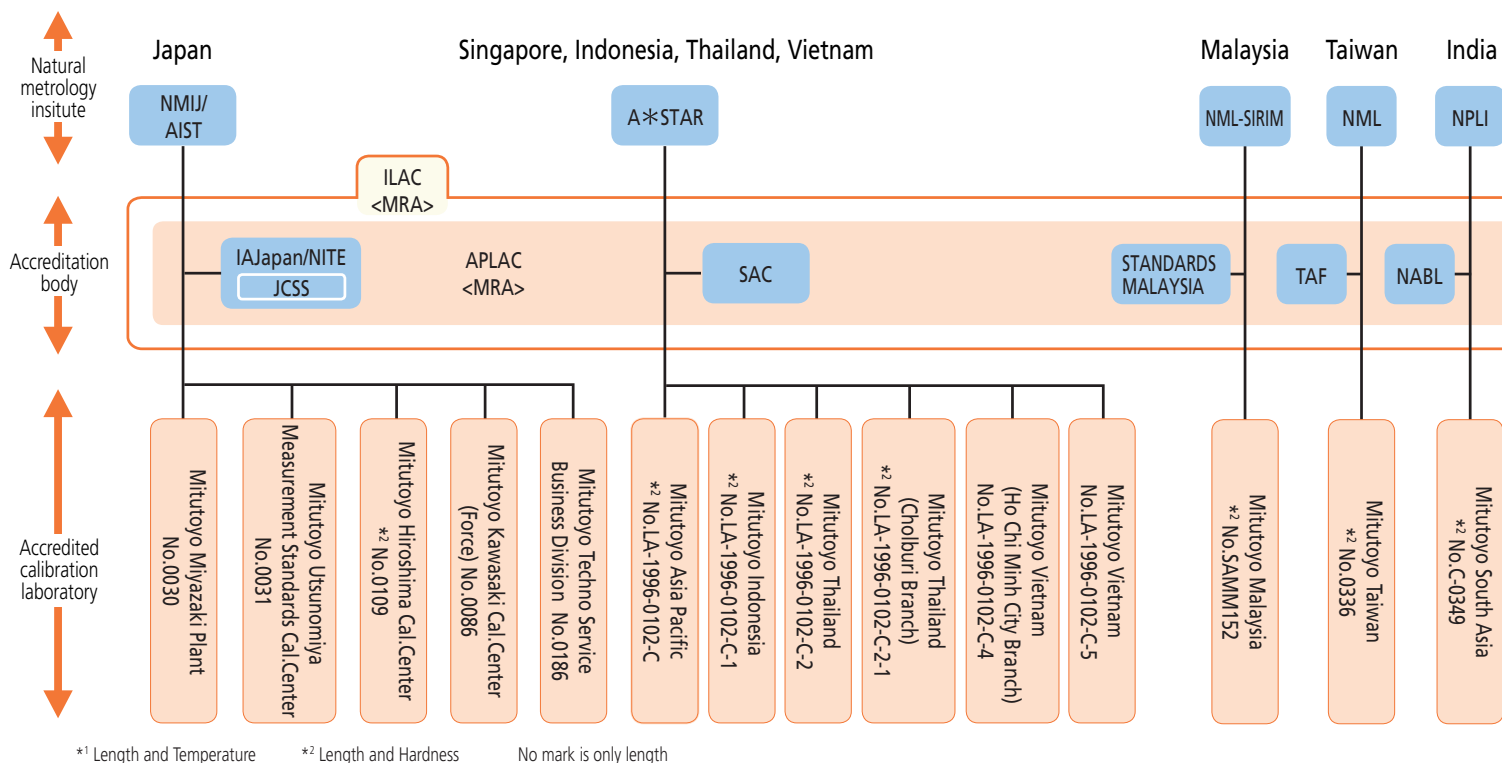 Japan
Singapore, Indonesia, Thailand, Vietnam
Malaysia
Taiwan
India
Natural
metrology
insitute
NMIJ/
AIST
A＊STAR
NML-SIRIM
NML
NPLI
ILAC
<MRA>
Accreditation
body
IAJapan/NITE
JCSS
APLAC
<MRA>
SAC
STANDARDS
MALAYSIA
TAF
NABL
Accredited
calibration
laboratory
Mitutoyo Miyazaki Plant
No.0030
Mitutoyo Utsunomiya
Measurement Standards Cal.Center
No.0031
Mitutoyo Hiroshima Cal.Center
*2 No.0109
Mitutoyo Kawasaki Cal.Center
(Force) No.0086
Mitutoyo Techno Service
Business Division No.0186
Mitutoyo Asia Pacific
*2 No.LA-1996-0102-C
Mitutoyo Indonesia
*2 No.LA-1996-0102-C-1
Mitutoyo Thailand
*2 No.LA-1996-0102-C-2
Mitutoyo Thailand
(Cholburi Branch)
*2 No.LA-1996-0102-C-2-1
Mitutoyo Vietnam
(Ho Chi Minh City Branch)
No.LA-1996-0102-C-4
Mitutoyo Vietnam
No.LA-1996-0102-C-5
Mitutoyo Malaysia
*2 No.SAMM152
Mitutoyo Taiwan
*2 No.0336
Mitutoyo South Asia
*2 No.C-0349
*1 Length and Temperature *2 Length and Hardness No mark is only length